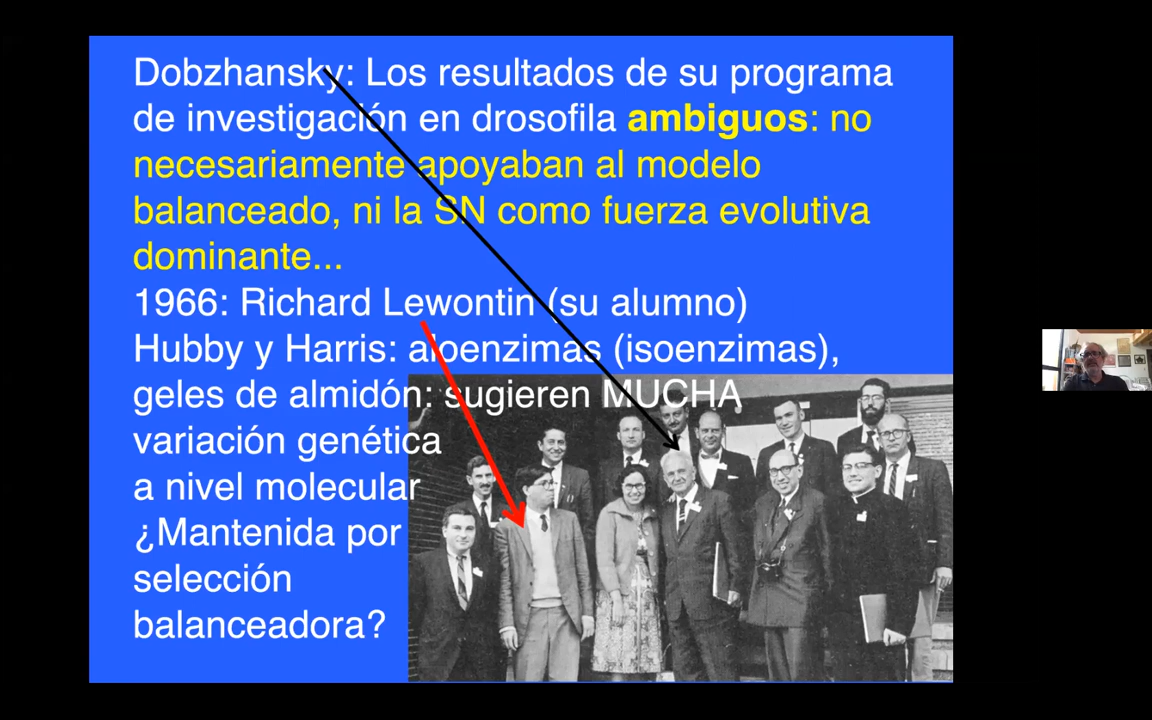 Dobzhansky: Los resultados de su programa
de investigación en drosofila ambiguos: no
necesariamente apoyaban al modelo
balanceado, ni la SN como fuerza evolutiva
dominante...
1966: Richard Lewontin (su alumno)
Hubby y Harris: aloenzimas (isoenzimas),
geles de almidón: sugieren MUCHA
variación genética
a nivel molecular
¿Mantenida por
selección
balanceadora?